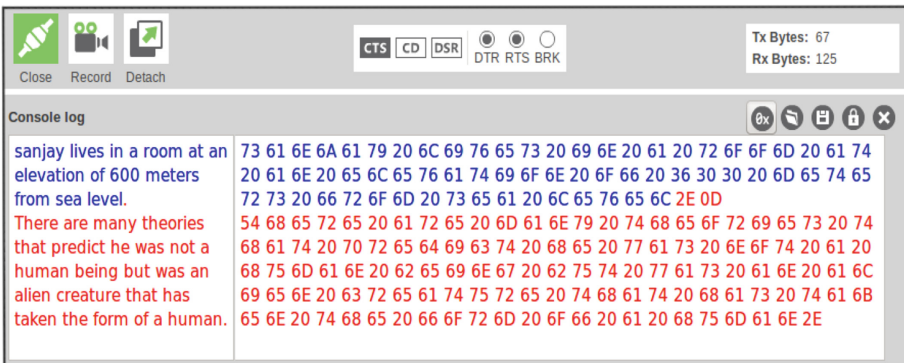 Close Record Detach
CTS CD DSR DTR RTS BRK
Tx Bytes: 67
Rx Bytes: 125
Console log
0x
sanjay lives in a room at an
elevation of 600 meters
from sea level.
There are many theories
that predict he was not a
human being but was an
alien creature that has
taken the form of a human.
73 61 6E 6A 61 79 20 6C 69 76 65 73 20 69 6E 20 61 20 72 6F 6F 6D 20 61 74
20 61 6E 20 65 6C 65 76 61 74 69 6F 6E 20 6F 66 20 36 30 30 20 6D 65 74 65
72 73 20 66 72 6F 6D 20 73 65 61 20 6C 65 76 65 6C 2E 0D
54 68 65 72 65 20 61 72 65 20 6D 61 6E 79 20 74 68 65 6F 72 69 65 73 20 74
68 61 74 20 70 72 65 64 69 63 74 20 68 65 20 77 61 73 20 6E 6F 74 20 61 20
68 75 6D 61 6E 20 62 65 69 6E 67 20 62 75 74 20 77 61 73 20 61 6E 20 61 6C
69 65 6E 20 63 72 65 61 74 75 72 65 20 74 68 61 74 20 68 61 73 20 74 61 6B
65 6E 20 74 68 65 20 66 6F 72 6D 20 6F 66 20 61 20 68 75 6D 61 6E 2E